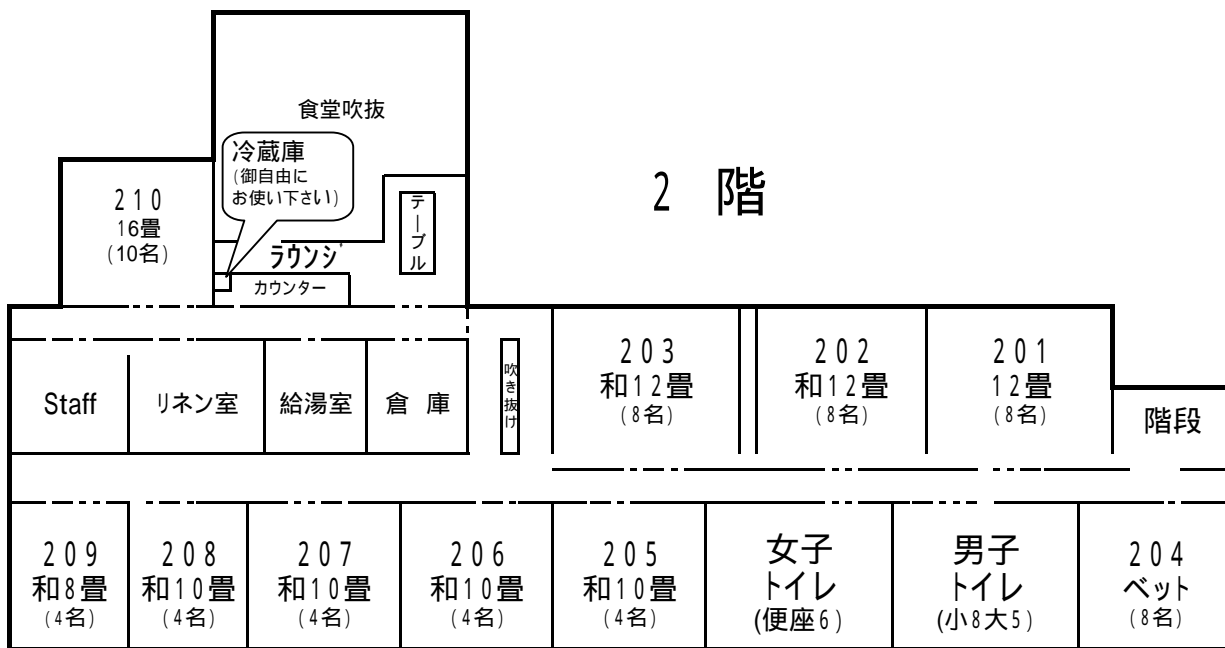 食堂吹抜
冷蔵庫
(御自由に
お使い下さい)
210
16畳
(10名)
テーブル
2 階
ラウンジ
カウンター
203
和12畳
(8名)
202
和12畳
(8名)
201
12畳
(8名)
吹き抜け
Staff
リネン室
給湯室
倉 庫
階段
209
和8畳
(4名)
208
和10畳
(4名)
207
和10畳
(4名)
206
和10畳
(4名)
205
和10畳
(4名)
女子
トイレ
(便座6)
男子
トイレ
(小8大5)
204
ベット
(8名)